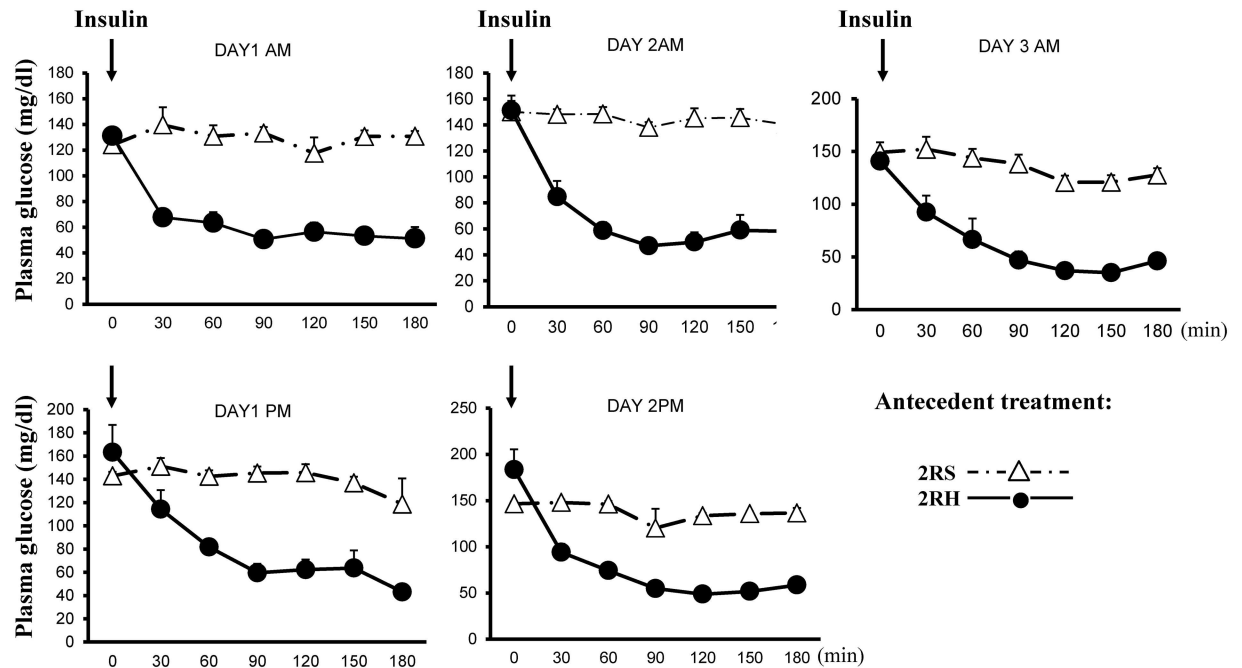 Insulin
DAY1 AM
Plasma glucose (mg/dl)
180
160
140
120
100
80
60
40
20
0
0 30 60 90 120 150 180
Insulin
DAY 2AM
180
160
140
120
100
80
60
40
20
0
0 30 60 90 120 150
Insulin
DAY 3 AM
200
150
100
50
0
0 30 60 90 120 150 180 (min)
DAY1 PM
Plasma glucose (mg/dl)
200
180
160
140
120
100
80
60
40
20
0
0 30 60 90 120 150 180
DAY 2PM
250
200
150
100
50
0
0 30 60 90 120 150 180 (min)
Antecedent treatment:
2RS
2RH